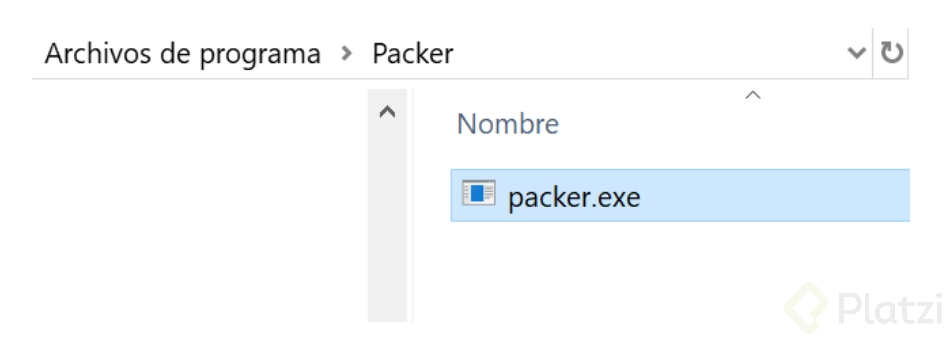 Archivos de programa > Packer
Nombre
packer.exe
Platzi